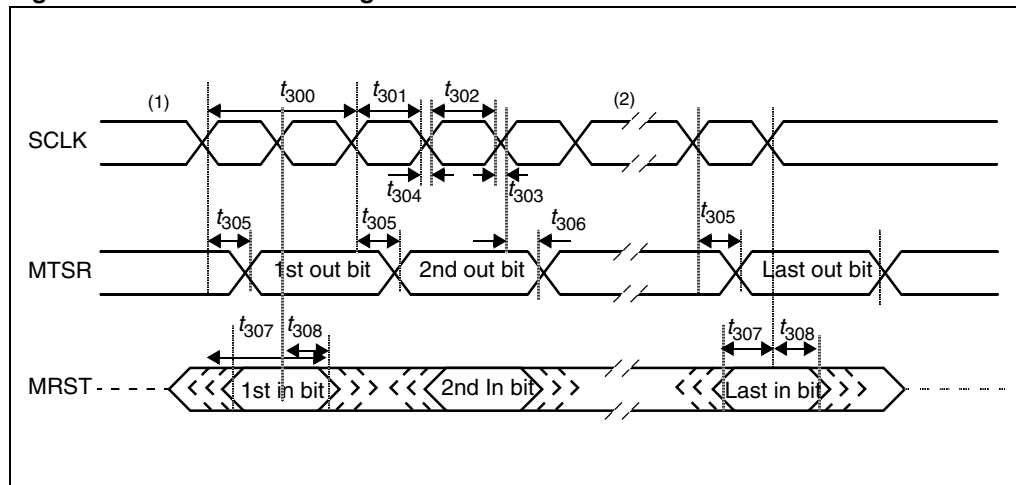 (1)
t300
t301
t302
(2)
SCLK
t304
t303
t305
t305
t306
t305
MTSR
1st out bit
2nd out bit
Last out bit
t307
t308
t307
t308
MRST
1st in bit
2nd In bit
Last in bit